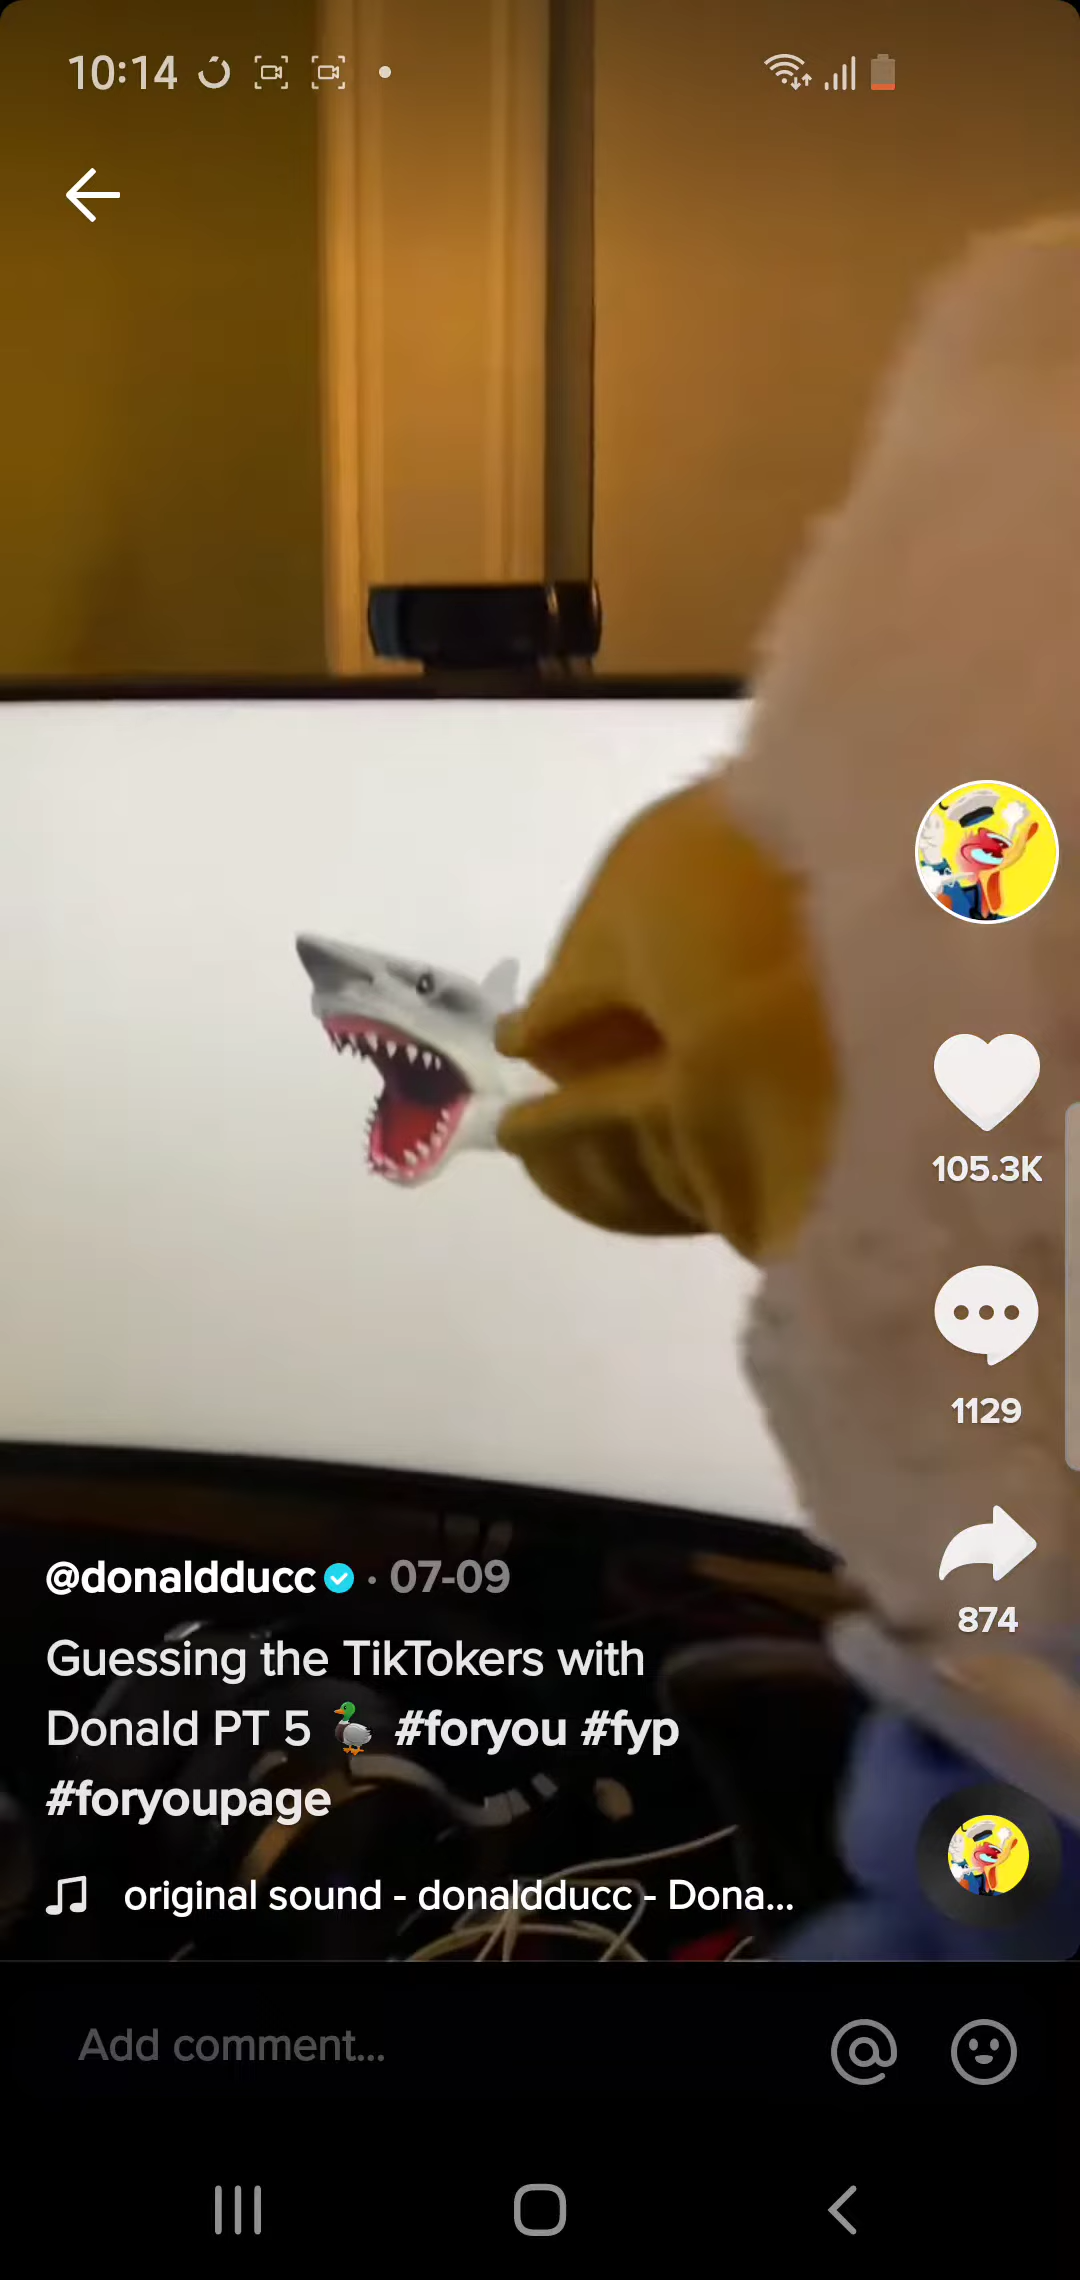 10:14
105.3K
1129
874
@donaldducc · 07-09
Guessing the TikTokers with
Donald PT 5 🦆 #foryou #fyp
#foryoupage
original sound - donaldducc - Dona...
Add comment...